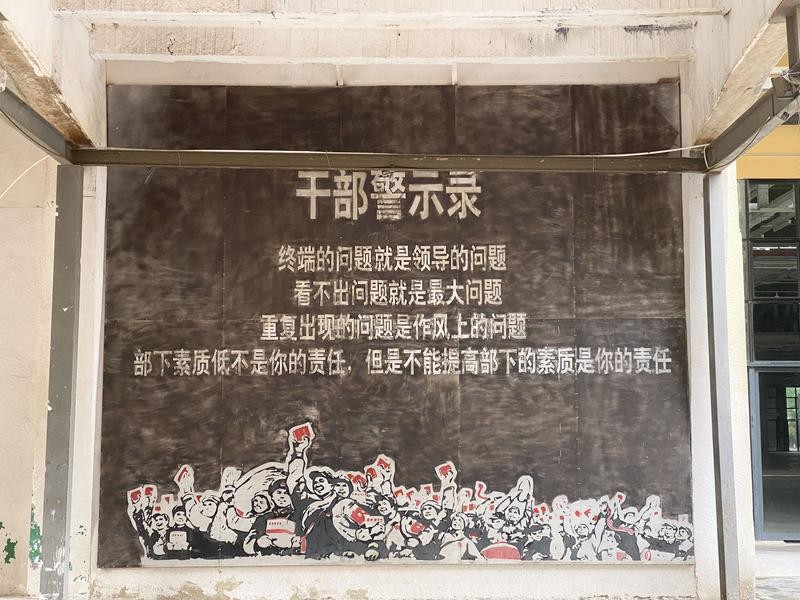 干部警示录
终端的问题就是领导的问题
看不出问题就是最大问题
重复出现的问题是作风上的问题
部下素质低不是你的责任，但是不能提高部下的素质是你的责任